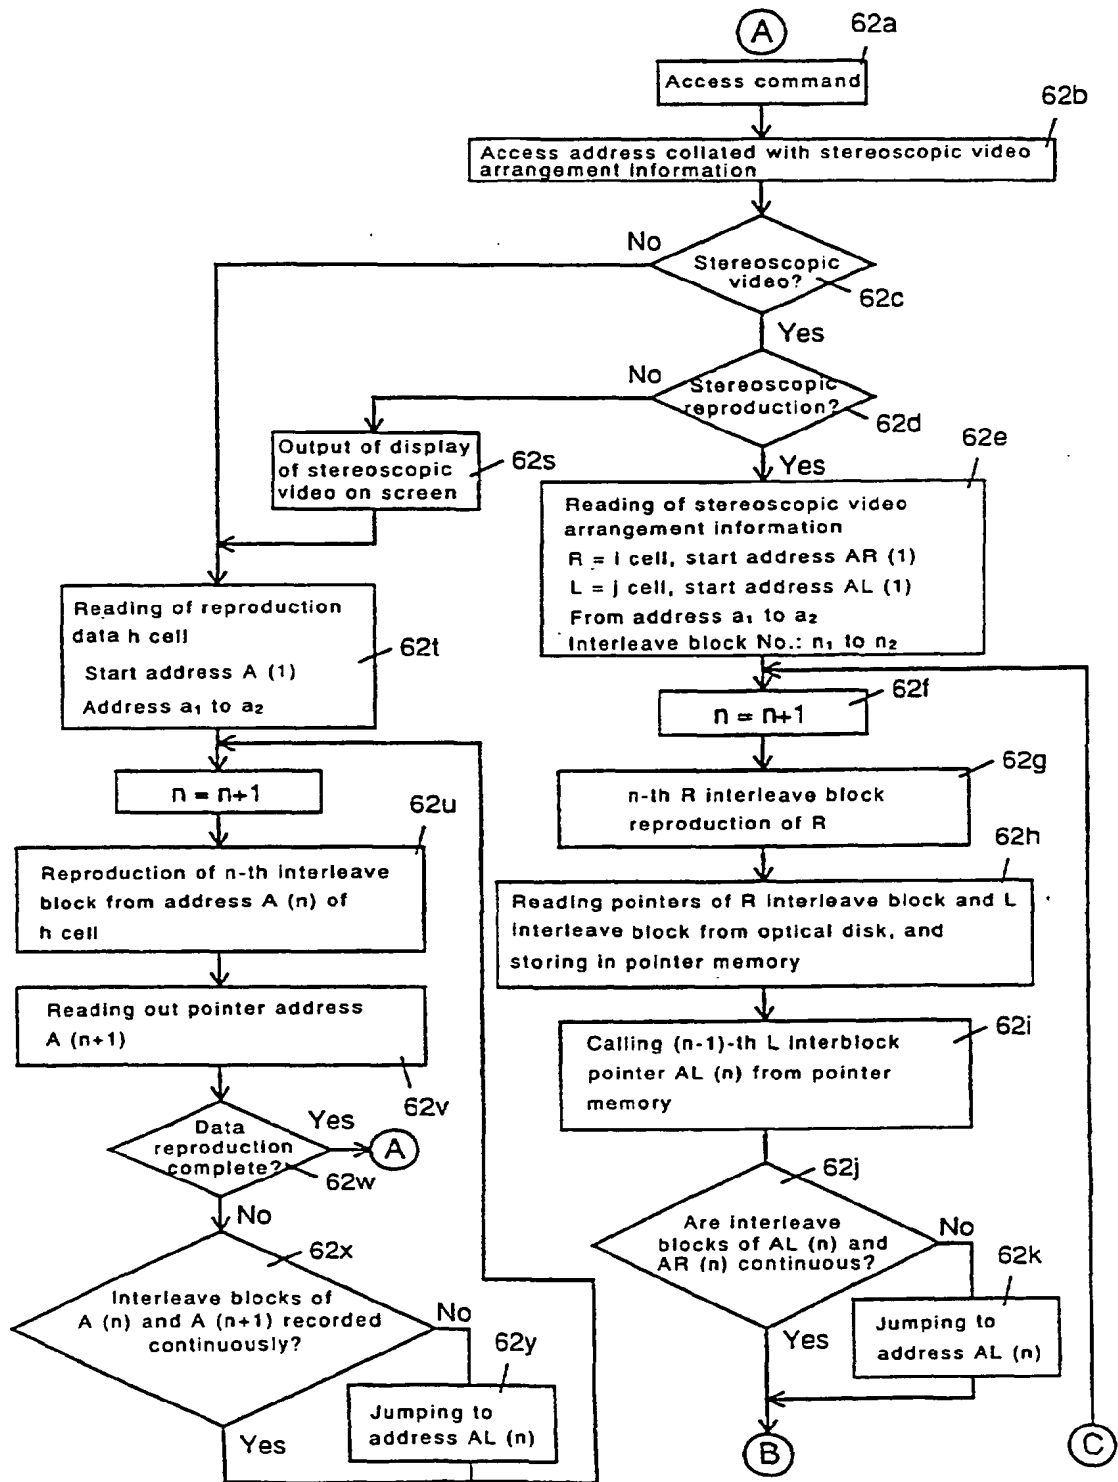 A
62a
Access command
62b
Access address collated with stereoscopic video
arrangement information
No
Stereoscopic
video?
62c
Yes
No
Stereoscopic
reproduction?
62d
Output of display
of stereoscopic
video on screen
62s
Yes
62e
Reading of stereoscopic video
arrangement information
R = i cell, start address AR (1)
L = j cell, start address AL (1)
From address a₁ to a₂
Interleave block No.: n₁ to n₂
Reading of reproduction
data h cell
Start address A (1)
Address a₁ to a₂
62t
62f
n = n+1
n = n+1
62g
n-th R interleave block
reproduction of R
62u
Reproduction of n-th interleave
block from address A (n) of
h cell
62h
Reading pointers of R interleave block and L
interleave block from optical disk, and
storing in pointer memory
Reading out pointer address
A (n+1)
62v
62i
Calling (n-1)-th L interblock
pointer AL (n) from pointer
memory
Data
reproduction
complete?
62w
Yes
A
No
62j
Are interleave
blocks of AL (n) and
AR (n) continuous?
No
62k
Jumping to
address AL (n)
Yes
62x
Interleave blocks of
A (n) and A (n+1) recorded
continuously?
No
62y
Jumping to
address AL (n)
Yes
B
C